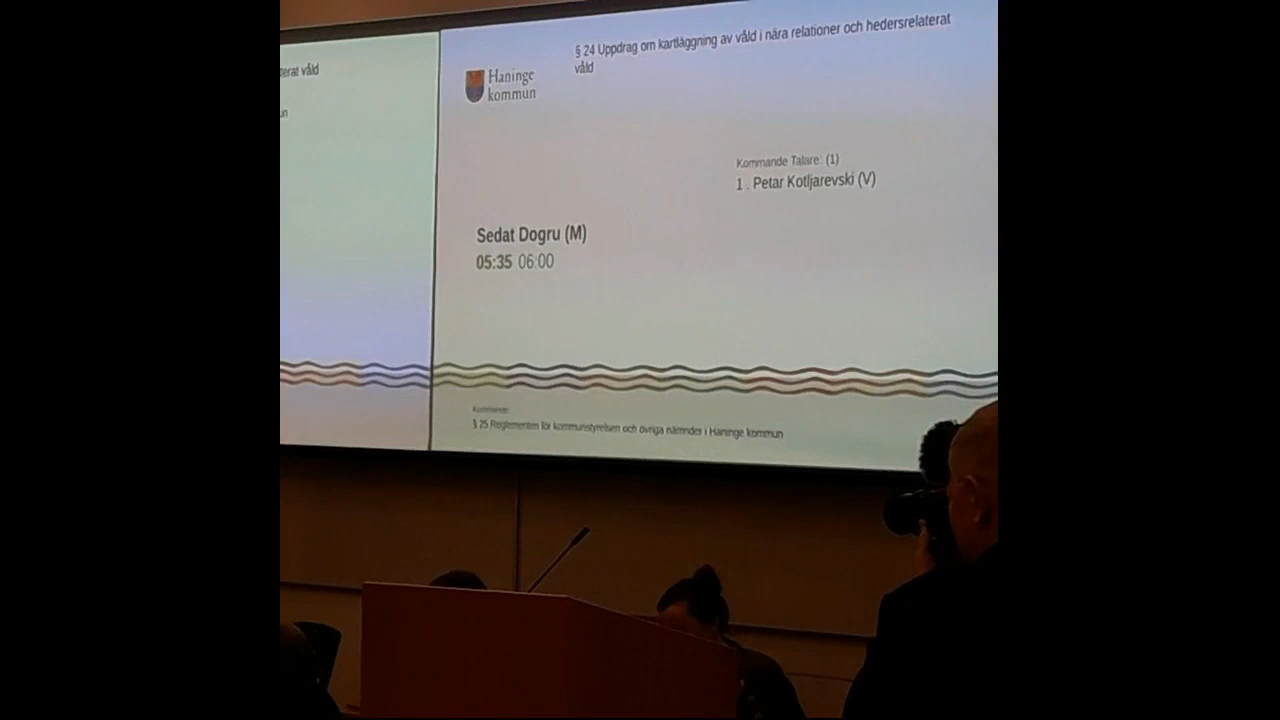 terat våld
un
§ 24 Uppdrag om kartläggning av våld i nära relationer och hedersrelaterat
våld
Haninge
kommun
Kommande Talare: (1)
1 . Petar Kotljarevski (V)
Sedat Dogru (M)
05:35 06:00
§ 25 Reglementen för kommunstyrelsen och övriga nämnder i Haninge kommun